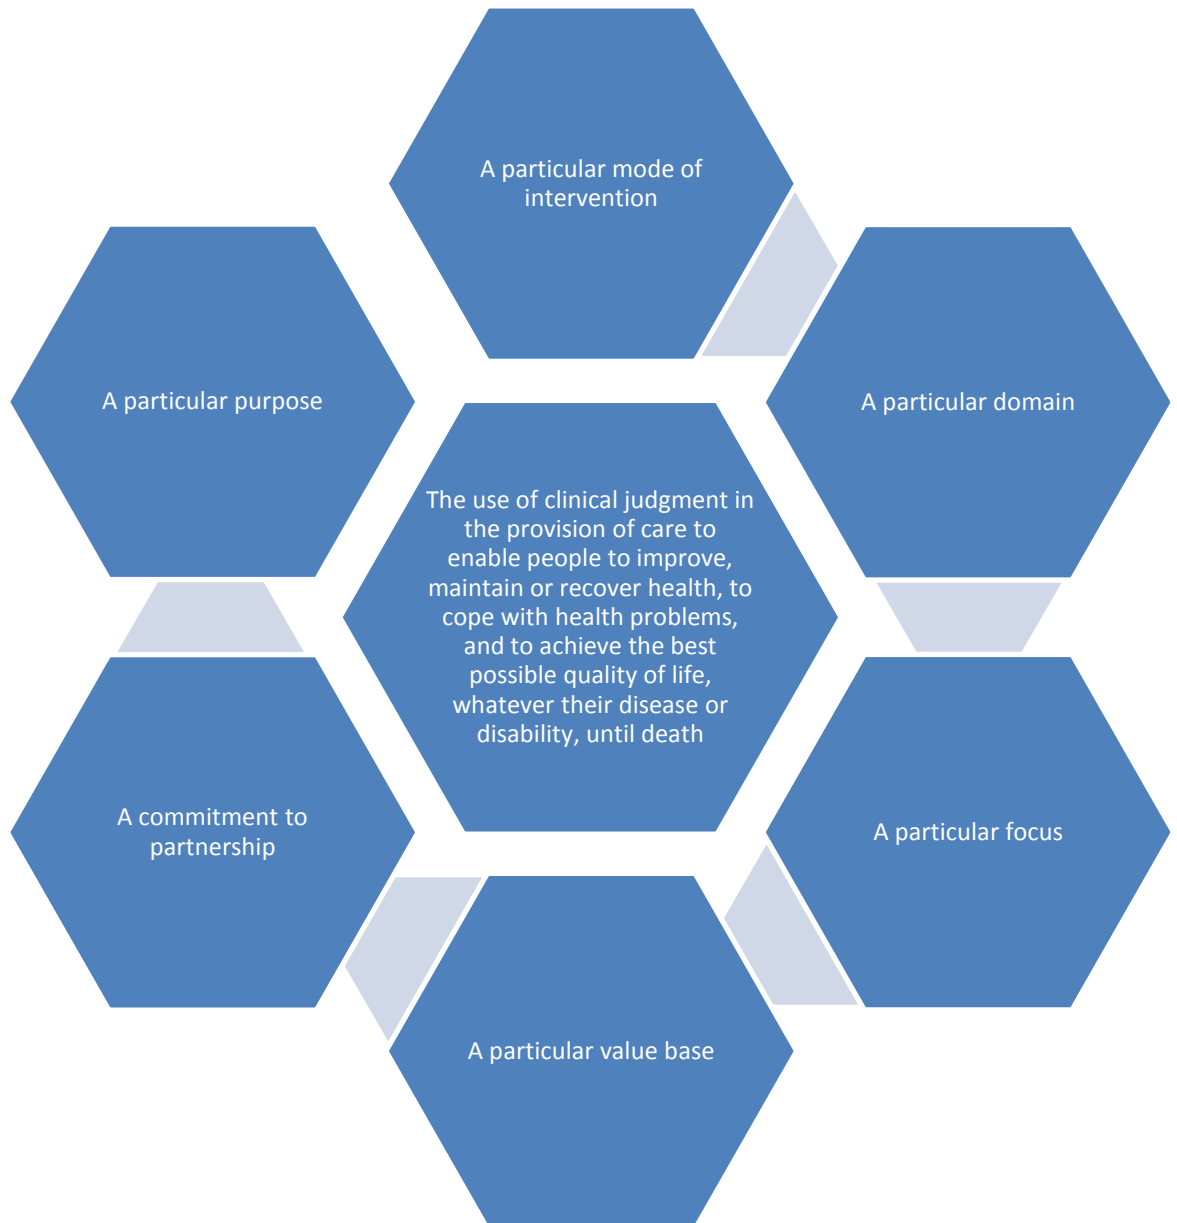 A particular mode of
intervention
A particular purpose
A particular domain
The use of clinical judgment in
the provision of care to
enable people to improve,
maintain or recover health, to
cope with health problems,
and to achieve the best
possible quality of life,
whatever their disease or
disability, until death
A commitment to
partnership
A particular focus
A particular value base